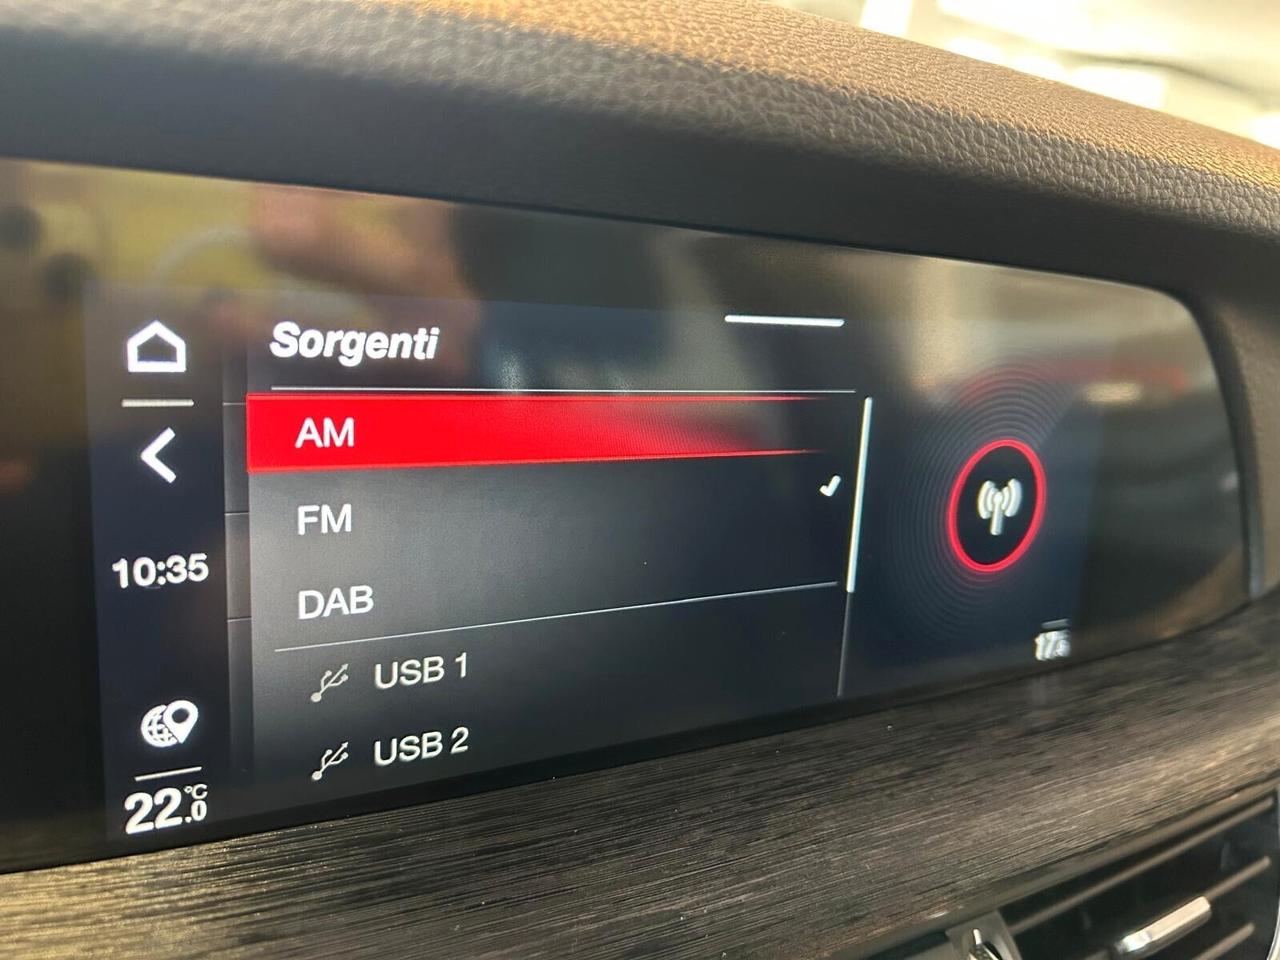 Sorgenti
AM
FM
DAB
USB 1
USB 2
10:35
22.0 °C